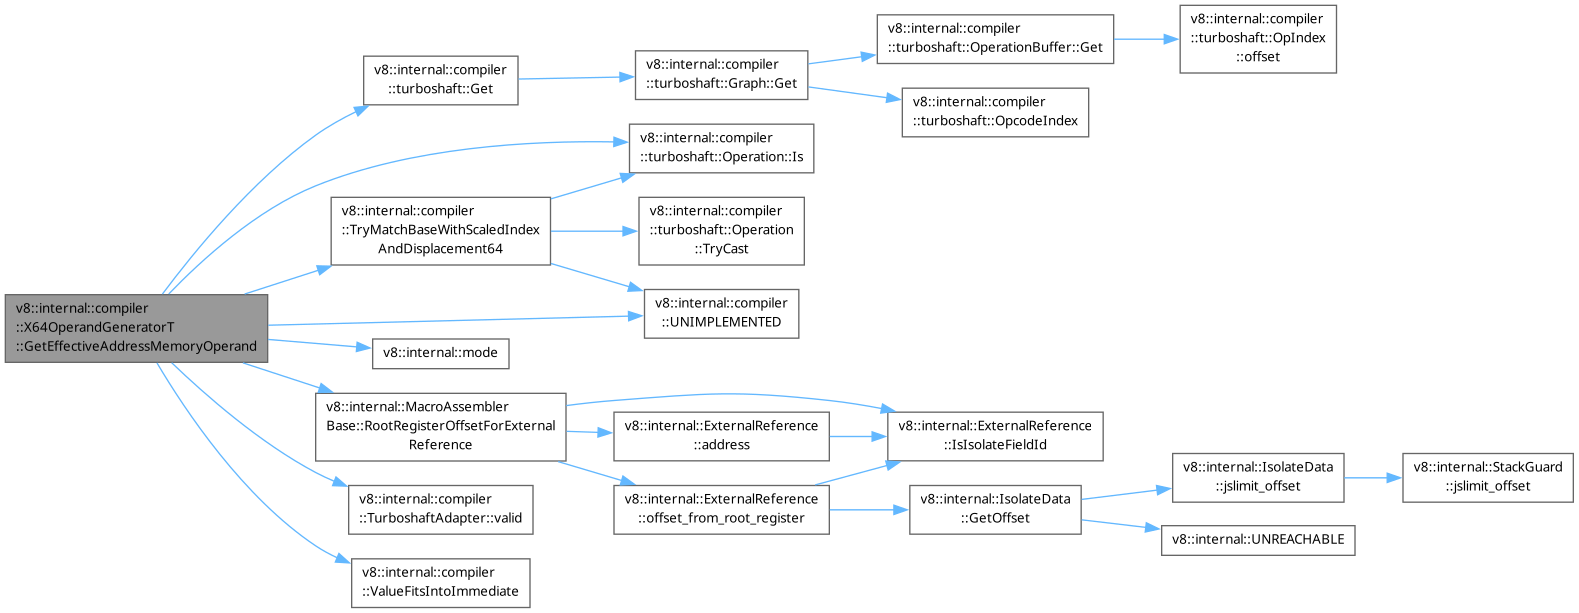 v8::internal::compiler
::X64OperandGeneratorT
::GetEffectiveAddressMemoryOperand
v8::internal::compiler
::turboshaft::Get
v8::internal::compiler
::turboshaft::Graph::Get
v8::internal::compiler
::turboshaft::OperationBuffer::Get
v8::internal::compiler
::turboshaft::OpIndex
::offset
v8::internal::compiler
::turboshaft::OpcodeIndex
v8::internal::compiler
::turboshaft::Operation::Is
v8::internal::compiler
::TryMatchBaseWithScaledIndex
AndDisplacement64
v8::internal::compiler
::turboshaft::Operation
::TryCast
v8::internal::compiler
::UNIMPLEMENTED
v8::internal::mode
v8::internal::MacroAssembler
Base::RootRegisterOffsetForExternal
Reference
v8::internal::ExternalReference
::address
v8::internal::ExternalReference
::IsIsolateFieldId
v8::internal::ExternalReference
::offset_from_root_register
v8::internal::IsolateData
::GetOffset
v8::internal::IsolateData
::jslimit_offset
v8::internal::StackGuard
::jslimit_offset
v8::internal::UNREACHABLE
v8::internal::compiler
::TurboshaftAdapter::valid
v8::internal::compiler
::ValueFitsIntoImmediate